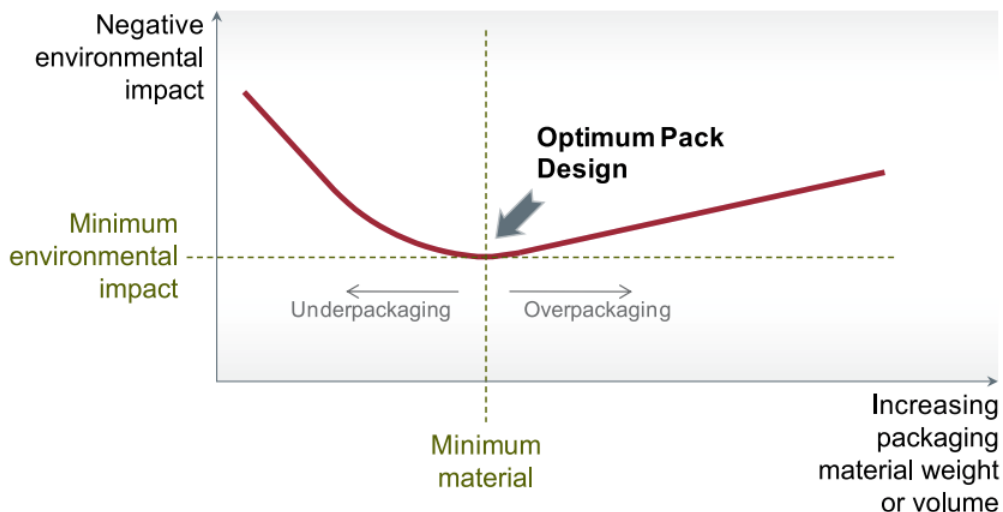 Negative
environmental
impact
Optimum Pack
Design
Minimum
environmental
impact
Underpackaging
Overpackaging
Minimum
material
Increasing
packaging
material weight
or volume